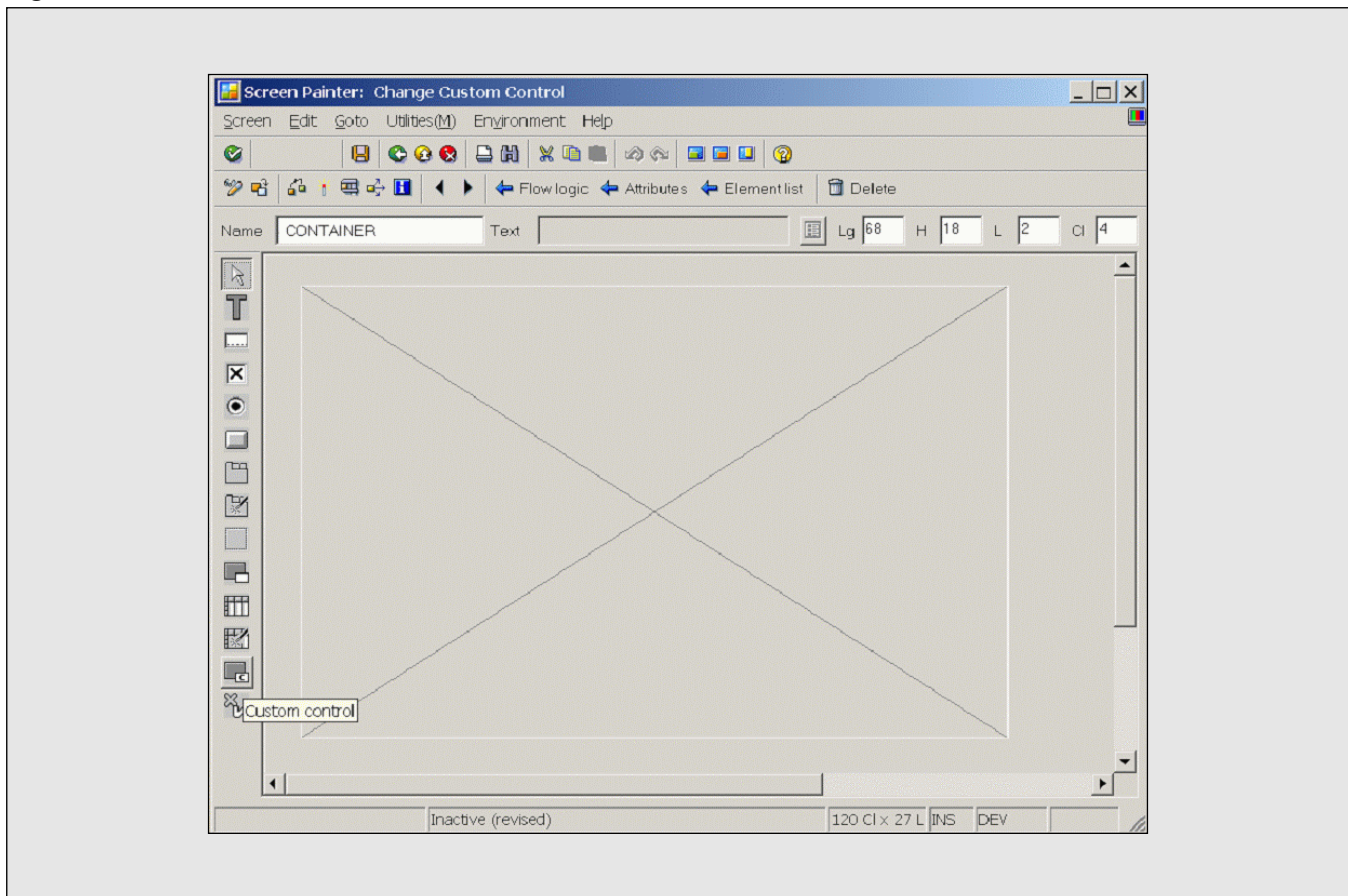 Screen Painter: Change Custom Control
Screen Edit Goto Utilities(M) Environment Help
Flow logic Attributes Element list Delete
Name CONTAINER Text Lg 68 H 18 L 2 Cl 4
Custom control
Inactive (revised) 120 Cl x 27 L INS DEV